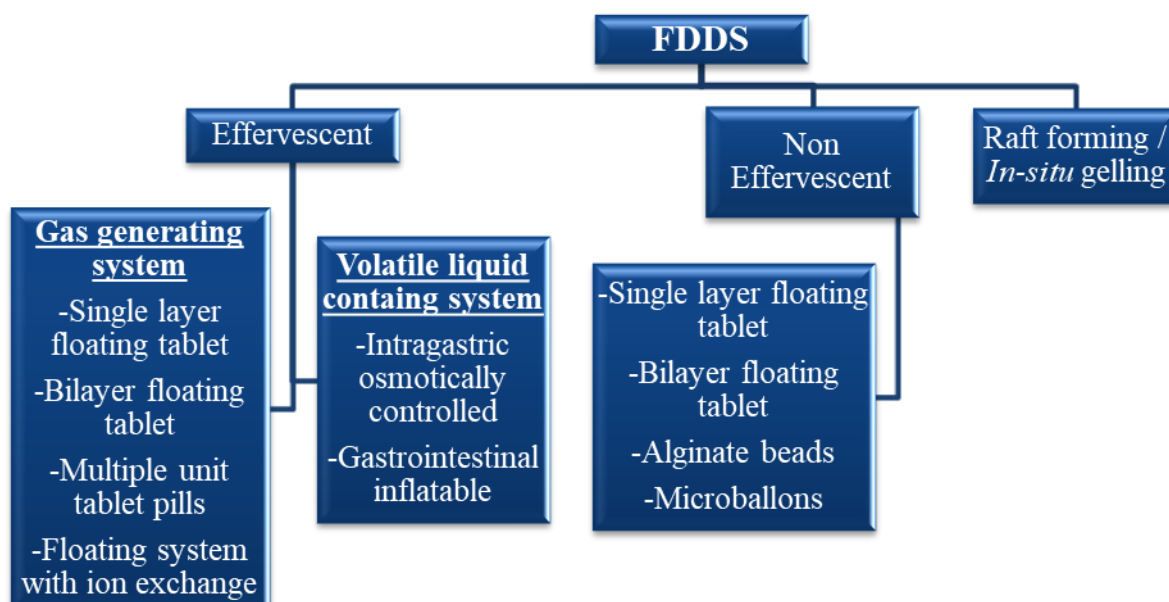 FDDS
Effervescent
Non
Effervescent
Raft forming /
In-situ gelling
Gas generating
system
-Single layer
floating tablet
-Bilayer floating
tablet
-Multiple unit
tablet pills
-Floating system
with ion exchange
Volatile liquid
containg system
-Intragastric
osmotically
controlled
-Gastrointestinal
inflatable
-Single layer floating
tablet
-Bilayer floating
tablet
-Alginate beads
-Microballons